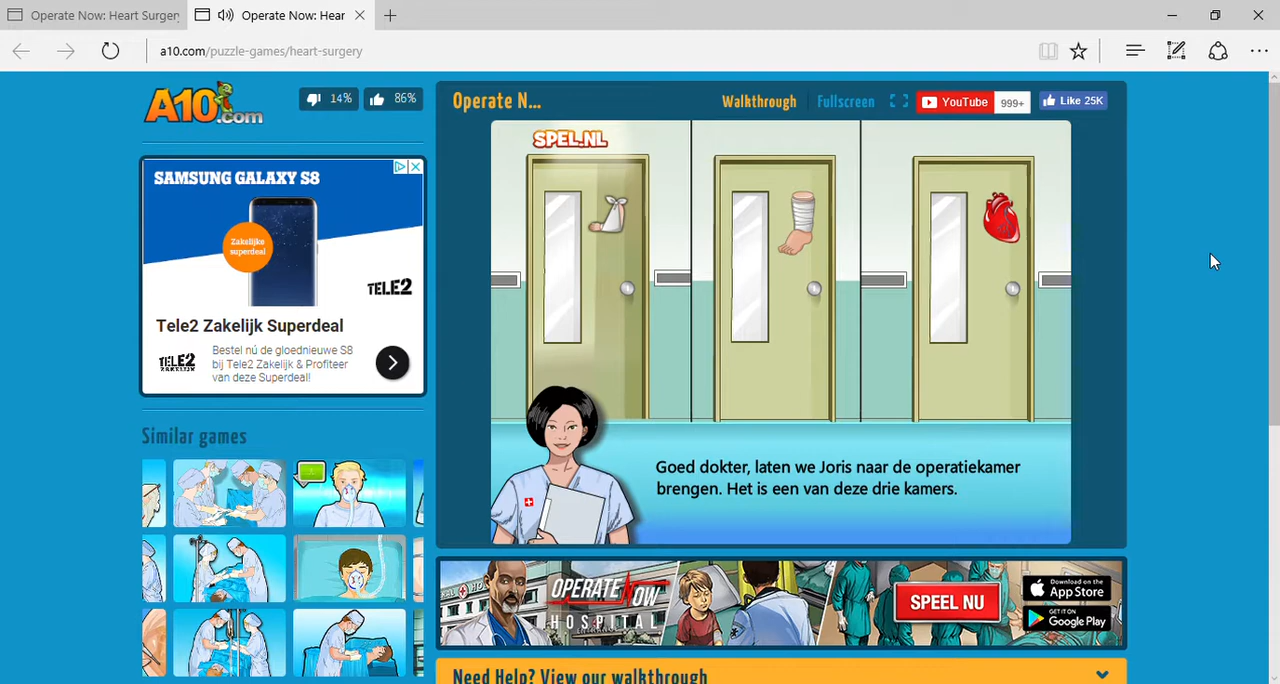 Operate Now: Heart Surgery
Operate Now: Hear
a10.com/puzzle-games/heart-surgery
A10.com
14%
86%
Operate N...
Walkthrough
Fullscreen
YouTube
999+
Like 25K
SPEL.NL
SAMSUNG GALAXY S8
Zakelijke
superdeal
TELE2
Tele2 Zakelijk Superdeal
TELE2
ZAKELIJK
Bestel nú de gloednieuwe S8
bij Tele2 Zakelijk & Profiteer
van deze Superdeal!
Similar games
Goed dokter, laten we Joris naar de operatiekamer
brengen. Het is een van deze drie kamers.
OPERATE NOW
HOSPITAL
SPEEL NU
Download on the
App Store
GET IT ON
Google Play
Need Help? View our walkthrough